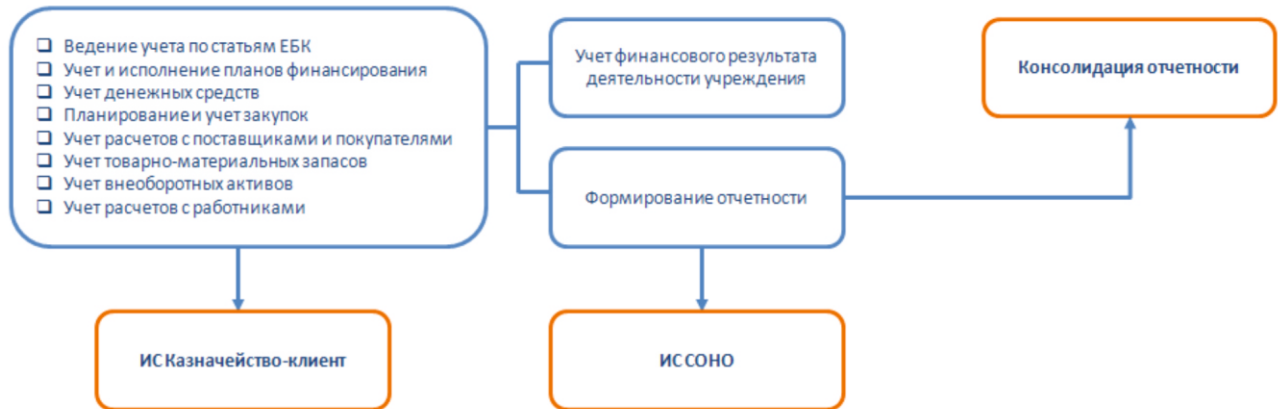 Ведение учета по статьям ЕБК
Учет и исполнение планов финансирования
Учет денежных средств
Планирование и учет закупок
Учет расчетов с поставщиками и покупателями
Учет товарно-материальных запасов
Учет внеоборотных активов
Учет расчетов с работниками
Учет финансового результата
деятельности учреждения
Консолидация отчетности
Формирование отчетности
ИС Казначейство-клиент
ИС СОНО